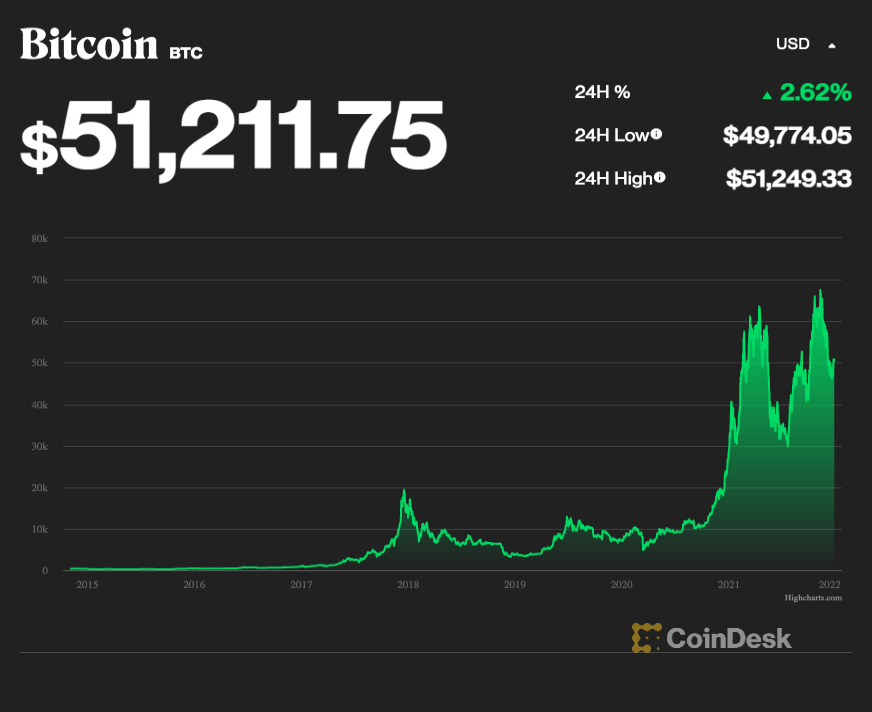 Bitcoin BTC
USD
$51,211.75
24H % 2.62%
24H Low $49,774.05
24H High $51,249.33
80k
70k
60k
50k
40k
30k
20k
10k
0
2015 2016 2017 2018 2019 2020 2021 2022
Highcharts.com
CoinDesk